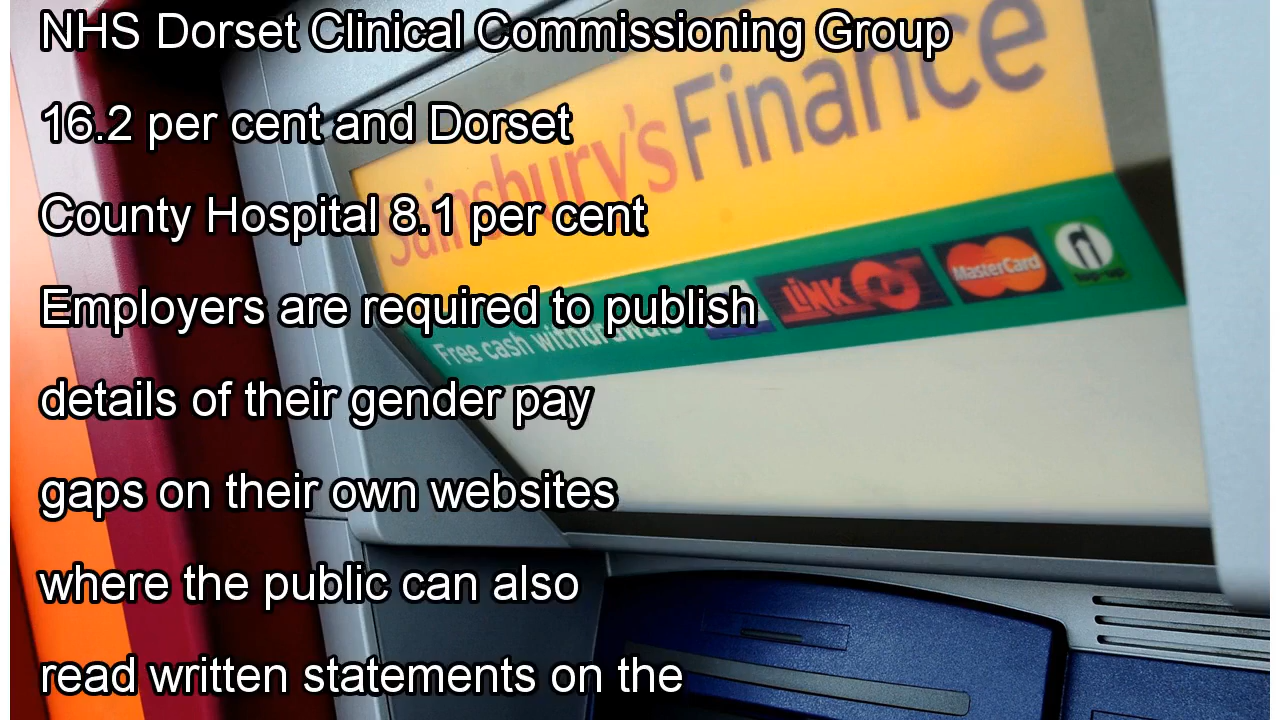 NHS Dorset Clinical Commissioning Group
16.2 per cent and Dorset
County Hospital 8.1 per cent
Employers are required to publish
details of their gender pay
gaps on their own websites
where the public can also
read written statements on the
Sainsbury's Finance
Free cash withdrawals
LiNK
MasterCard
top-up